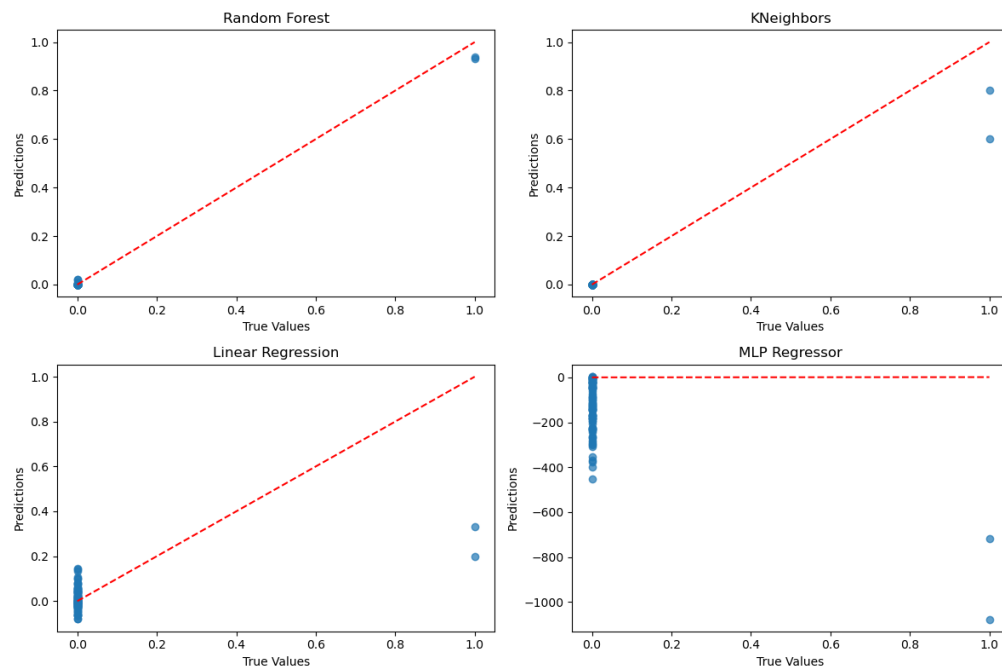 Random Forest
1.0
0.8
0.6
0.4
0.2
0.0
Predictions
0.0 0.2 0.4 0.6 0.8 1.0
True Values
KNeighbors
1.0
0.8
0.6
0.4
0.2
0.0
Predictions
0.0 0.2 0.4 0.6 0.8 1.0
True Values
Linear Regression
1.0
0.8
0.6
0.4
0.2
0.0
Predictions
0.0 0.2 0.4 0.6 0.8 1.0
True Values
MLP Regressor
0
−200
−400
−600
−800
−1000
Predictions
0.0 0.2 0.4 0.6 0.8 1.0
True Values